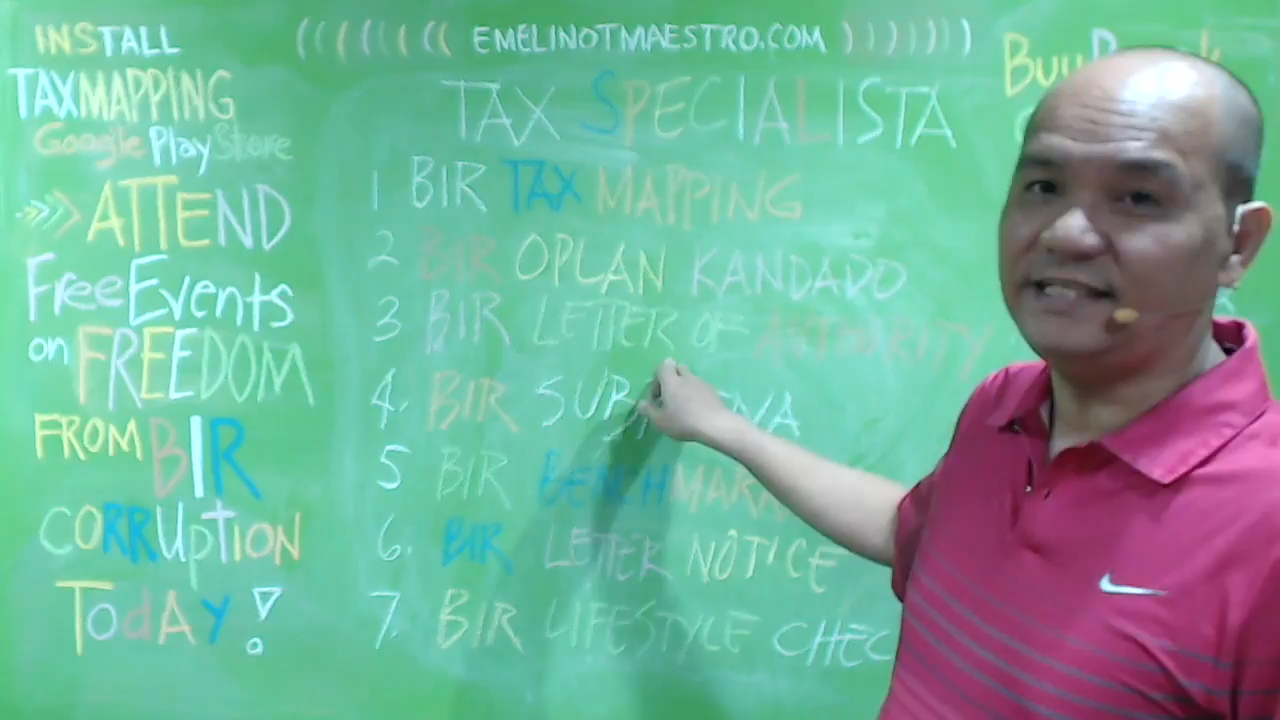 INSTALL
TAXMAPPING
Google Play Store
>>> ATTEND
Free Events
on FREEDOM
FROM BIR
CORRUPTION
TodAY!
((((((( EMELINOTMAESTRO.COM )))))))
TAX SPECIALISTA
1 BIR TAX MAPPING
2 BIR OPLAN KANDADO
3 BIR LETTER OF AUTHORITY
4. BIR
5 BIR
6. BIR LETTER NOTICE
7. BIR LIFESTYLE CHEC
Buy